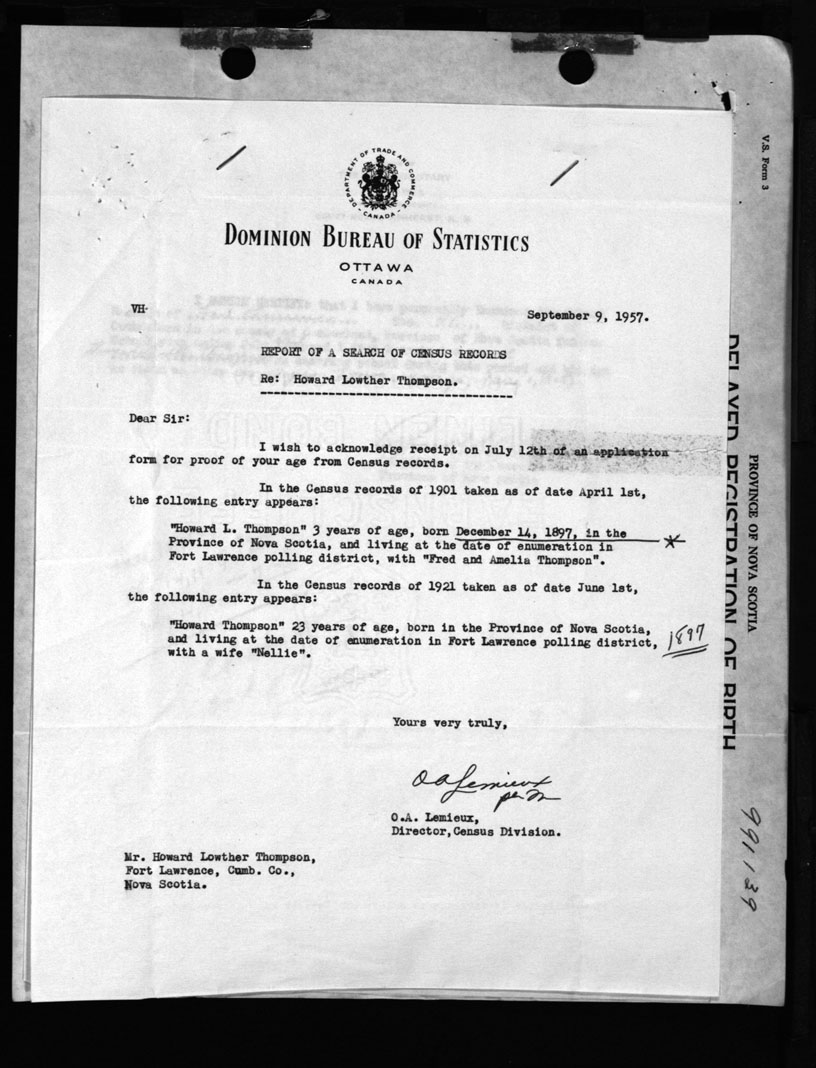 DEPARTMENT OF TRADE AND COMMERCE
CANADA
DOMINION BUREAU OF STATISTICS
OTTAWA
CANADA
VH-
September 9, 1957.
REPORT OF A SEARCH OF CENSUS RECORDS
Re: Howard Lowther Thompson.
Dear Sir:
I wish to acknowledge receipt on July 12th of an application
form for proof of your age from Census records.
In the Census records of 1901 taken as of date April 1st,
the following entry appears:
"Howard L. Thompson" 3 years of age, born December 14, 1897, in the
Province of Nova Scotia, and living at the date of enumeration in
Fort Lawrence polling district, with "Fred and Amelia Thompson".
In the Census records of 1921 taken as of date June 1st,
the following entry appears:
"Howard Thompson" 23 years of age, born in the Province of Nova Scotia,
and living at the date of enumeration in Fort Lawrence polling district,
with a wife "Nellie".
1897
Yours very truly,
O A Lemieux
per M
O.A. Lemieux,
Director, Census Division.
Mr. Howard Lowther Thompson,
Fort Lawrence, Cumb. Co.,
Nova Scotia.
V.S. Form 3
PROVINCE OF NOVA SCOTIA
DELAYED REGISTRATION OF BIRTH
991139